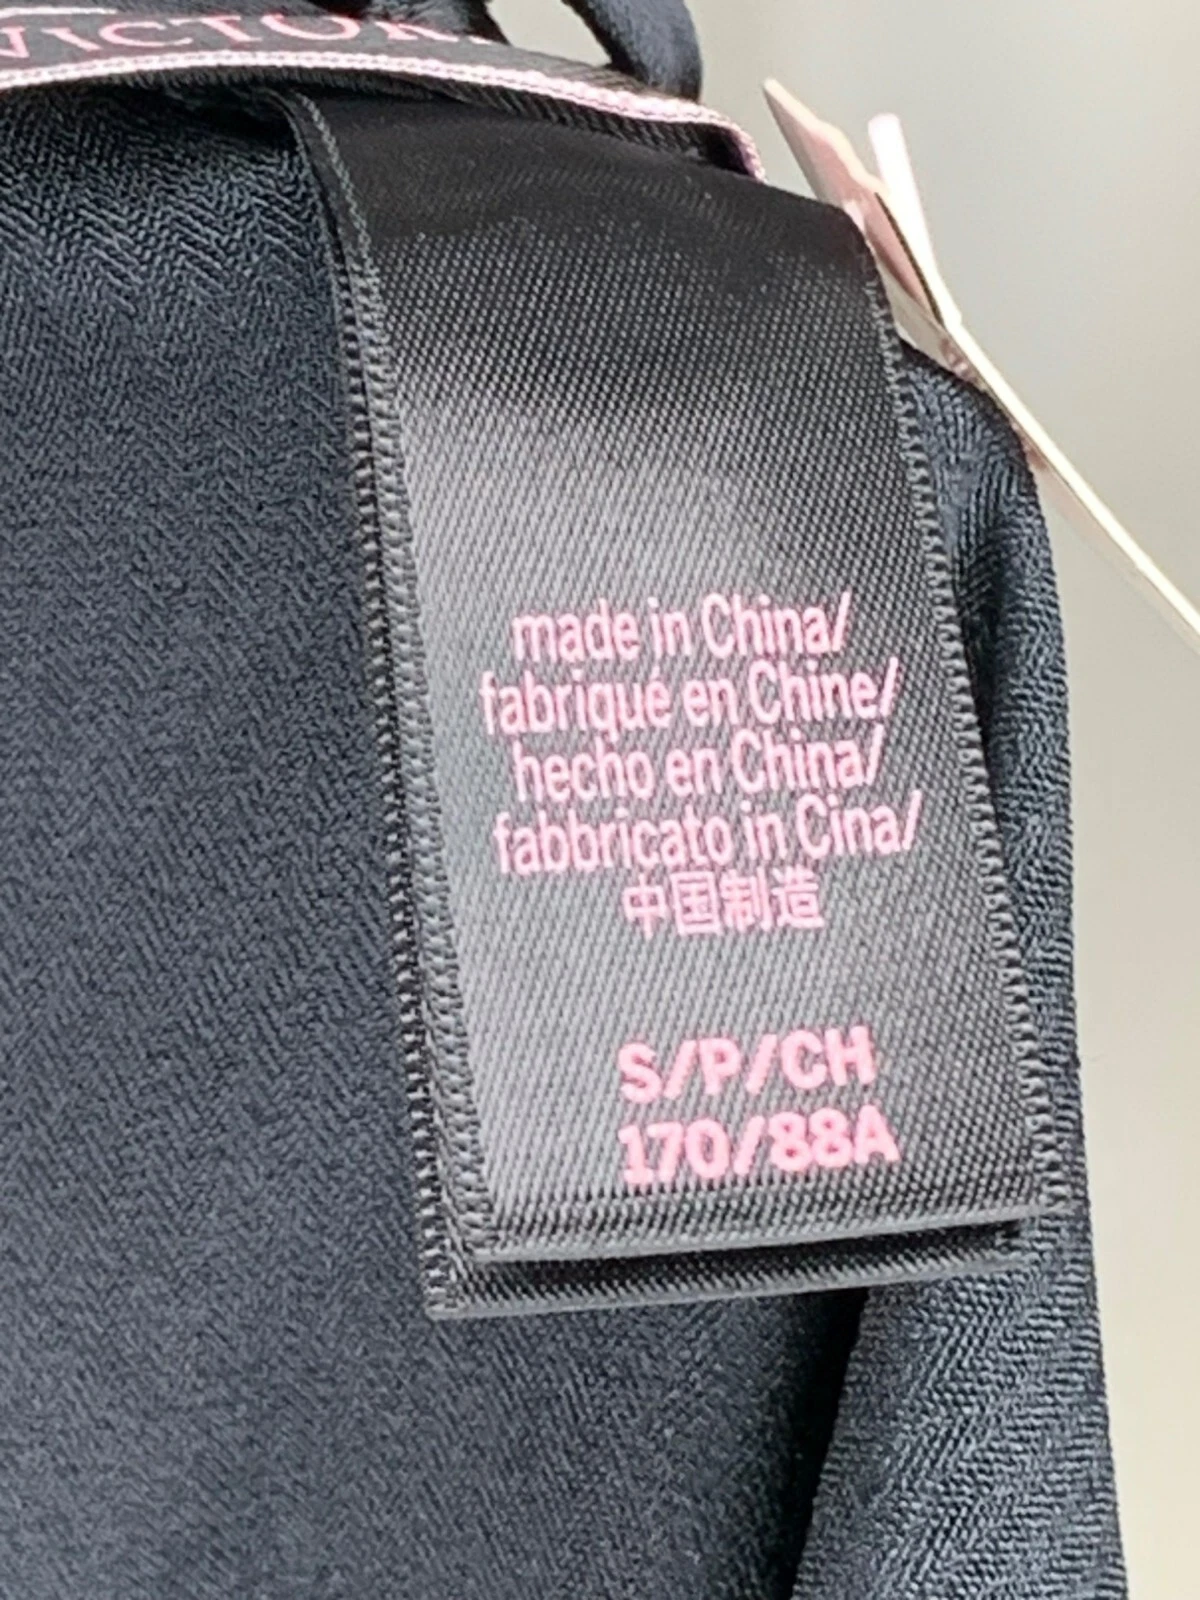 VICTOR
made in China/
fabriqué en Chine/
hecho en China/
fabbricato in Cina/
中国制造
S/P/CH
170/88A